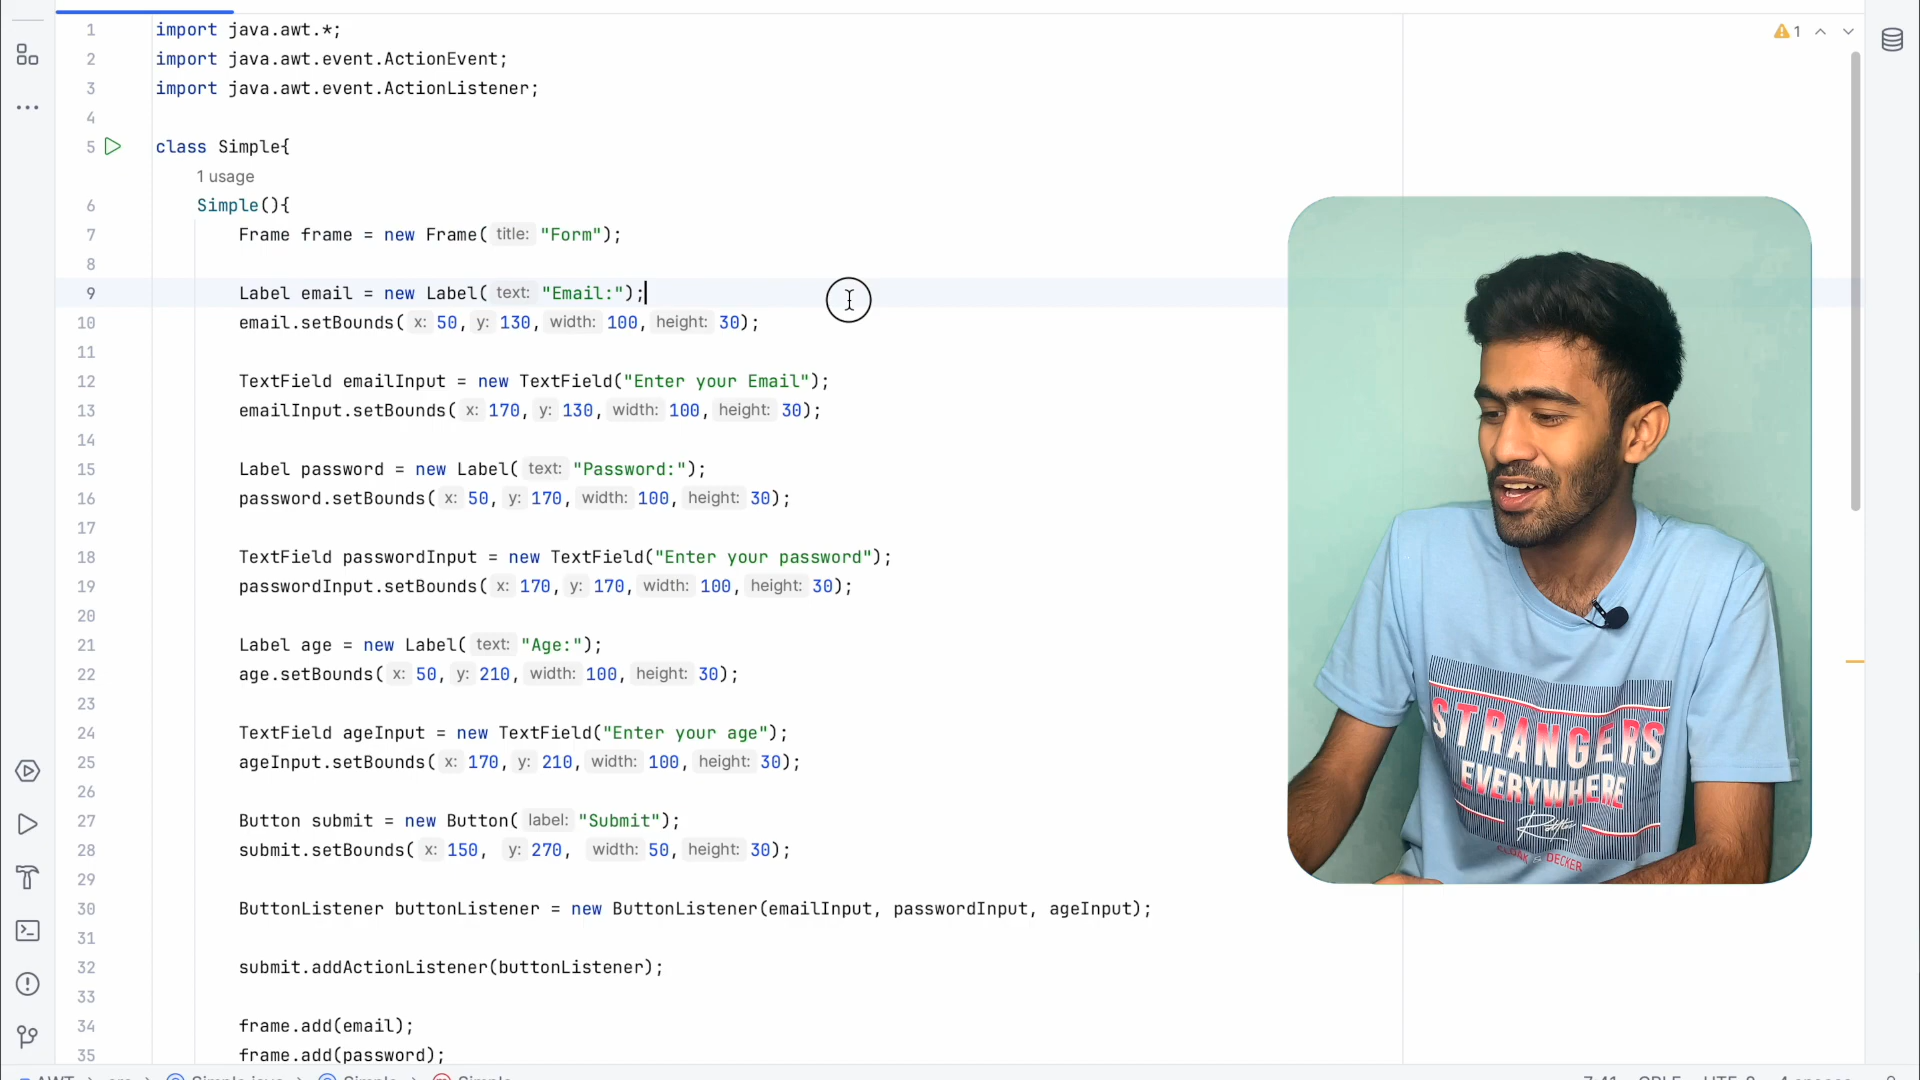 1 import java.awt.*;
2 import java.awt.event.ActionEvent;
3 import java.awt.event.ActionListener;
4
5 class Simple{
1 usage
6 Simple(){
7 Frame frame = new Frame( title: "Form");
8
9 Label email = new Label( text: "Email:");
10 email.setBounds( x: 50, y: 130, width: 100, height: 30);
11
12 TextField emailInput = new TextField("Enter your Email");
13 emailInput.setBounds( x: 170, y: 130, width: 100, height: 30);
14
15 Label password = new Label( text: "Password:");
16 password.setBounds( x: 50, y: 170, width: 100, height: 30);
17
18 TextField passwordInput = new TextField("Enter your password");
19 passwordInput.setBounds( x: 170, y: 170, width: 100, height: 30);
20
21 Label age = new Label( text: "Age:");
22 age.setBounds( x: 50, y: 210, width: 100, height: 30);
23
24 TextField ageInput = new TextField("Enter your age");
25 ageInput.setBounds( x: 170, y: 210, width: 100, height: 30);
26
27 Button submit = new Button( label: "Submit");
28 submit.setBounds( x: 150, y: 270, width: 50, height: 30);
29
30 ButtonListener buttonListener = new ButtonListener(emailInput, passwordInput, ageInput);
31
32 submit.addActionListener(buttonListener);
33
34 frame.add(email);
35 frame.add(password);
1
STRANGERS
EVERYWHERE
& DECKER